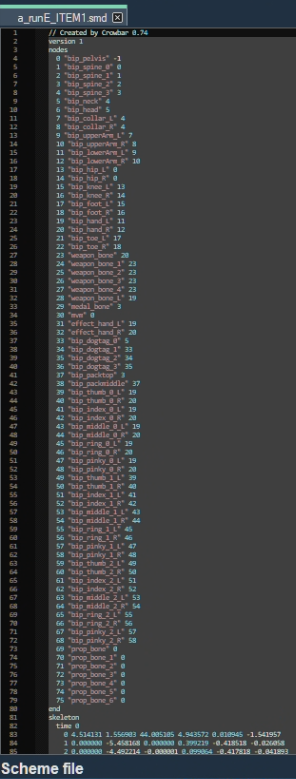 a_runE_ITEM1.smd
1 // Created by Crowbar 0.74
2 version 1
3 nodes
4 0 "bip_pelvis" -1
5 1 "bip_spine_0" 0
6 2 "bip_spine_1" 1
7 3 "bip_spine_2" 2
8 4 "bip_spine_3" 3
9 5 "bip_neck" 4
10 6 "bip_head" 5
11 7 "bip_collar_L" 4
12 8 "bip_collar_R" 4
13 9 "bip_upperArm_L" 7
14 10 "bip_upperArm_R" 8
15 11 "bip_lowerArm_L" 9
16 12 "bip_lowerArm_R" 10
17 13 "bip_hip_L" 0
18 14 "bip_hip_R" 0
19 15 "bip_knee_L" 13
20 16 "bip_knee_R" 14
21 17 "bip_foot_L" 15
22 18 "bip_foot_R" 16
23 19 "bip_hand_L" 11
24 20 "bip_hand_R" 12
25 21 "bip_toe_L" 17
26 22 "bip_toe_R" 18
27 23 "weapon_bone" 20
28 24 "weapon_bone_1" 23
29 25 "weapon_bone_2" 23
30 26 "weapon_bone_3" 23
31 27 "weapon_bone_4" 23
32 28 "weapon_bone_L" 19
33 29 "medal_bone" 3
34 30 "mvm" 0
35 31 "effect_hand_L" 19
36 32 "effect_hand_R" 20
37 33 "bip_dogtag_0" 5
38 34 "bip_dogtag_1" 33
39 35 "bip_dogtag_2" 34
40 36 "bip_dogtag_3" 35
41 37 "bip_packtop" 3
42 38 "bip_packmiddle" 37
43 39 "bip_thumb_0_L" 19
44 40 "bip_thumb_0_R" 20
45 41 "bip_index_0_L" 19
46 42 "bip_index_0_R" 20
47 43 "bip_middle_0_L" 19
48 44 "bip_middle_0_R" 20
49 45 "bip_ring_0_L" 19
50 46 "bip_ring_0_R" 20
51 47 "bip_pinky_0_L" 19
52 48 "bip_pinky_0_R" 20
53 49 "bip_thumb_1_L" 39
54 50 "bip_thumb_1_R" 40
55 51 "bip_index_1_L" 41
56 52 "bip_index_1_R" 42
57 53 "bip_middle_1_L" 43
58 54 "bip_middle_1_R" 44
59 55 "bip_ring_1_L" 45
60 56 "bip_ring_1_R" 46
61 57 "bip_pinky_1_L" 47
62 58 "bip_pinky_1_R" 48
63 59 "bip_thumb_2_L" 49
64 60 "bip_thumb_2_R" 50
65 61 "bip_index_2_L" 51
66 62 "bip_index_2_R" 52
67 63 "bip_middle_2_L" 53
68 64 "bip_middle_2_R" 54
69 65 "bip_ring_2_L" 55
70 66 "bip_ring_2_R" 56
71 67 "bip_pinky_2_L" 57
72 68 "bip_pinky_2_R" 58
73 69 "prop_bone" 0
74 70 "prop_bone_1" 0
75 71 "prop_bone_2" 0
76 72 "prop_bone_3" 0
77 73 "prop_bone_4" 0
78 74 "prop_bone_5" 0
79 75 "prop_bone_6" 0
80 end
81 skeleton
82 time 0
83 0 4.514131 1.556903 44.005105 4.943572 0.010945 -1.541957
84 1 0.000000 -5.458168 0.000000 0.399219 -0.418518 -0.026058
85 2 0.000000 -4.492214 -0.000001 0.099064 -0.417818 -0.041893
Scheme file